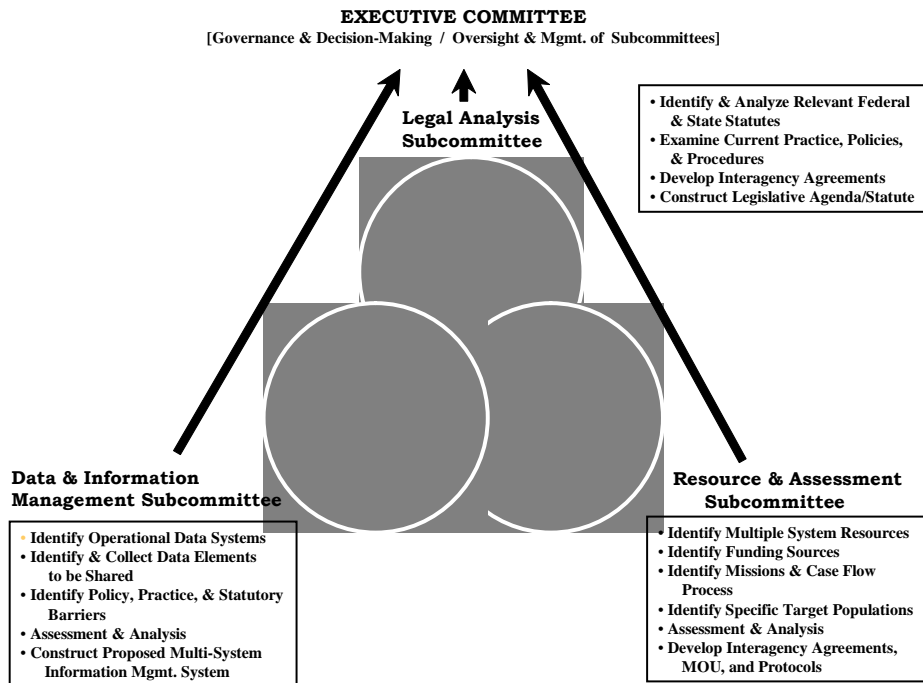 EXECUTIVE COMMITTEE
[Governance & Decision-Making / Oversight & Mgmt. of Subcommittees]
Legal Analysis
Subcommittee
• Identify & Analyze Relevant Federal
& State Statutes
• Examine Current Practice, Policies,
& Procedures
• Develop Interagency Agreements
• Construct Legislative Agenda/Statute
Data & Information
Management Subcommittee
• Identify Operational Data Systems
• Identify & Collect Data Elements
to be Shared
• Identify Policy, Practice, & Statutory
Barriers
• Assessment & Analysis
• Construct Proposed Multi-System
Information Mgmt. System
Resource & Assessment
Subcommittee
• Identify Multiple System Resources
• Identify Funding Sources
• Identify Missions & Case Flow
Process
• Identify Specific Target Populations
• Assessment & Analysis
• Develop Interagency Agreements,
MOU, and Protocols